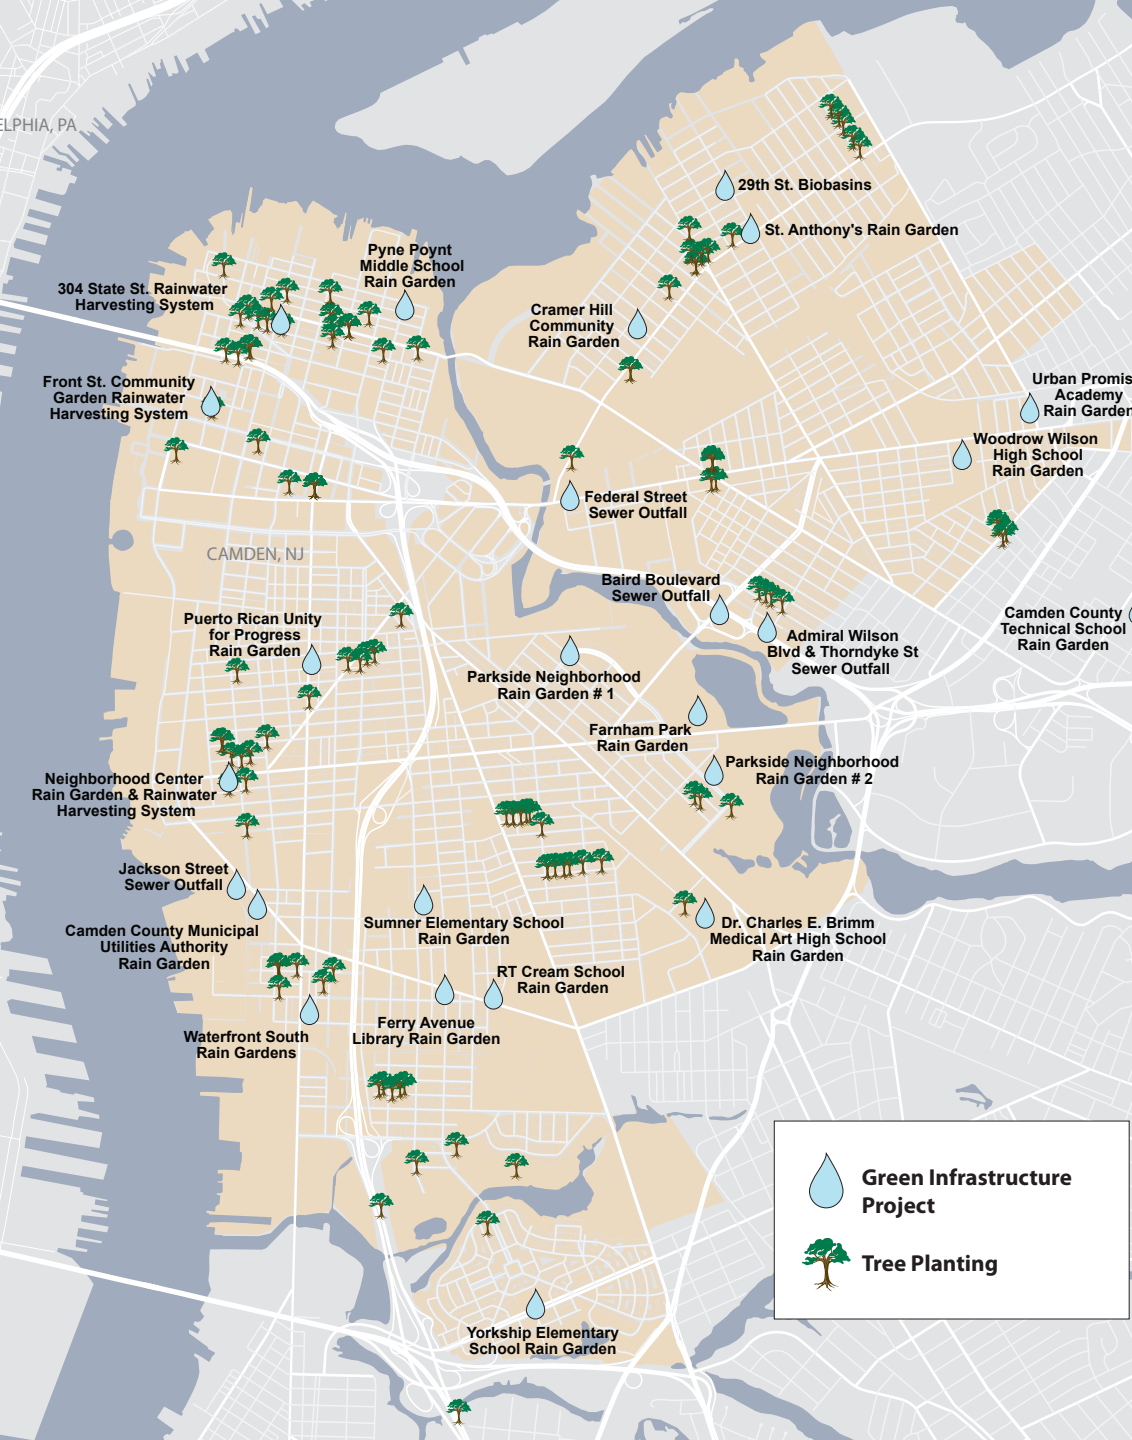 ELPHIA, PA
29th St. Biobasins
St. Anthony's Rain Garden
Pyne Poynt
Middle School
Rain Garden
304 State St. Rainwater
Harvesting System
Cramer Hill
Community
Rain Garden
Front St. Community
Garden Rainwater
Harvesting System
Urban Promis
Academy
Rain Garden
Woodrow Wilson
High School
Rain Garden
Federal Street
Sewer Outfall
CAMDEN, NJ
Baird Boulevard
Sewer Outfall
Puerto Rican Unity
for Progress
Rain Garden
Admiral Wilson
Blvd & Thorndyke St
Sewer Outfall
Camden County
Technical School
Rain Garden
Parkside Neighborhood
Rain Garden # 1
Farnham Park
Rain Garden
Parkside Neighborhood
Rain Garden # 2
Neighborhood Center
Rain Garden & Rainwater
Harvesting System
Jackson Street
Sewer Outfall
Camden County Municipal
Utilities Authority
Rain Garden
Sumner Elementary School
Rain Garden
Dr. Charles E. Brimm
Medical Art High School
Rain Garden
RT Cream School
Rain Garden
Ferry Avenue
Library Rain Garden
Waterfront South
Rain Gardens
Yorkship Elementary
School Rain Garden
Green Infrastructure
Project
Tree Planting